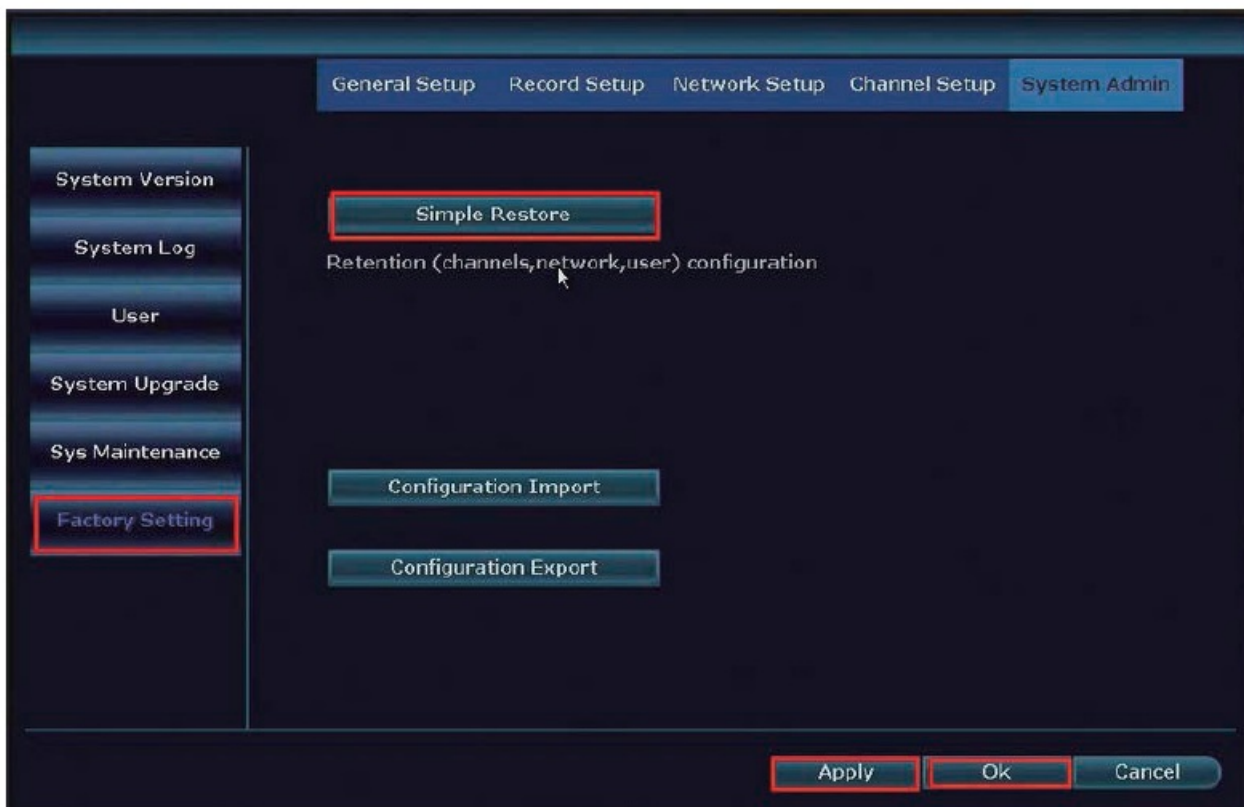 General Setup Record Setup Network Setup Channel Setup System Admin
System Version
System Log
User
System Upgrade
Sys Maintenance
Factory Setting
Simple Restore
Retention (channels,network,user) configuration
Configuration Import
Configuration Export
Apply Ok Cancel